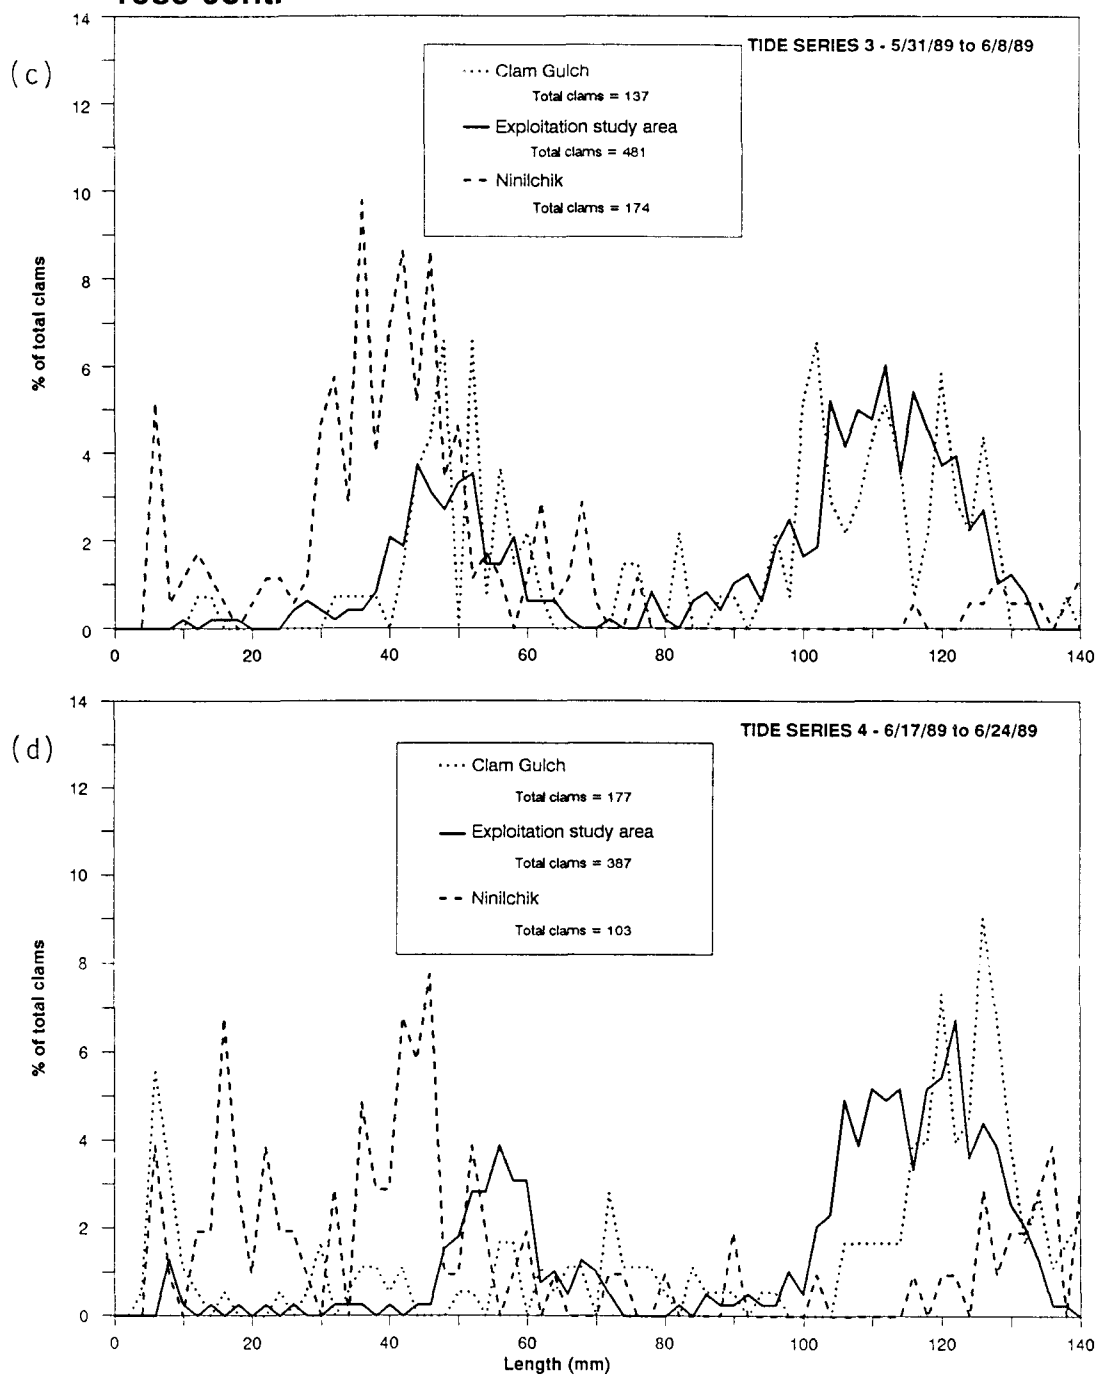 (c)
TIDE SERIES 3 - 5/31/89 to 6/8/89
Clam Gulch
Total clams = 137
Exploitation study area
Total clams = 481
Ninilchik
Total clams = 174
% of total clams
14
12
10
8
6
4
2
0
0 20 40 60 80 100 120 140
(d)
TIDE SERIES 4 - 6/17/89 to 6/24/89
Clam Gulch
Total clams = 177
Exploitation study area
Total clams = 387
Ninilchik
Total clams = 103
% of total clams
14
12
10
8
6
4
2
0
0 20 40 60 80 100 120 140
Length (mm)